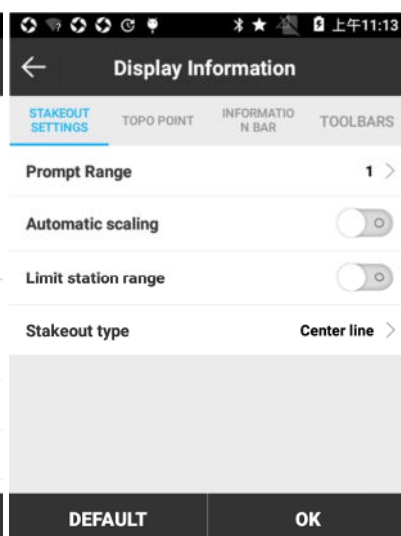 上午11:13
Display Information
STAKEOUT SETTINGS
TOPO POINT
INFORMATIO
N BAR
TOOLBARS
Prompt Range 1
Automatic scaling
Limit station range
Stakeout type Center line
DEFAULT OK